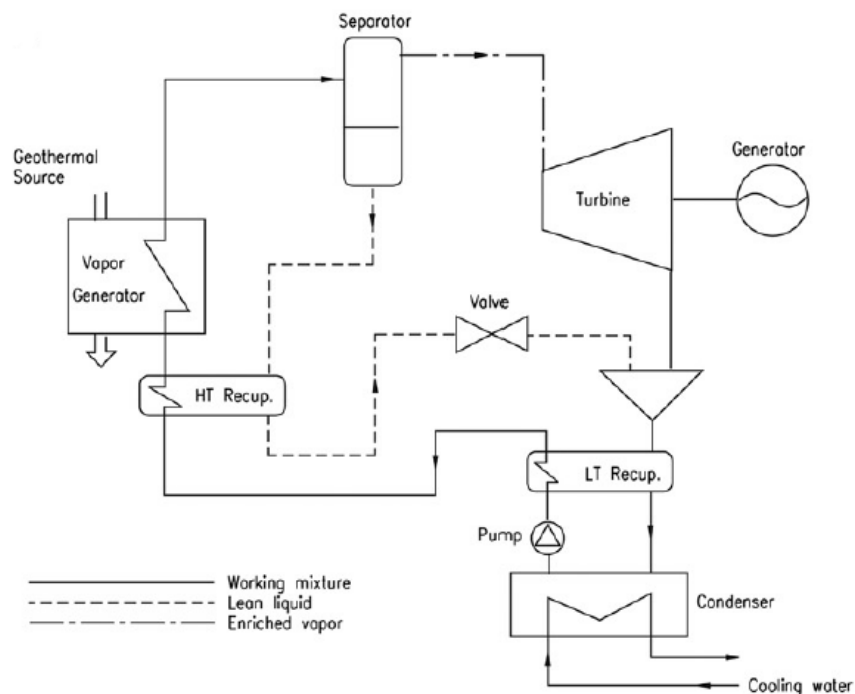 Separator
Geothermal
Source
Generator
Turbine
Vapor
Generator
Valve
HT Recup.
LT Recup.
Pump
Working mixture
Lean liquid
Enriched vapor
Condenser
Cooling water